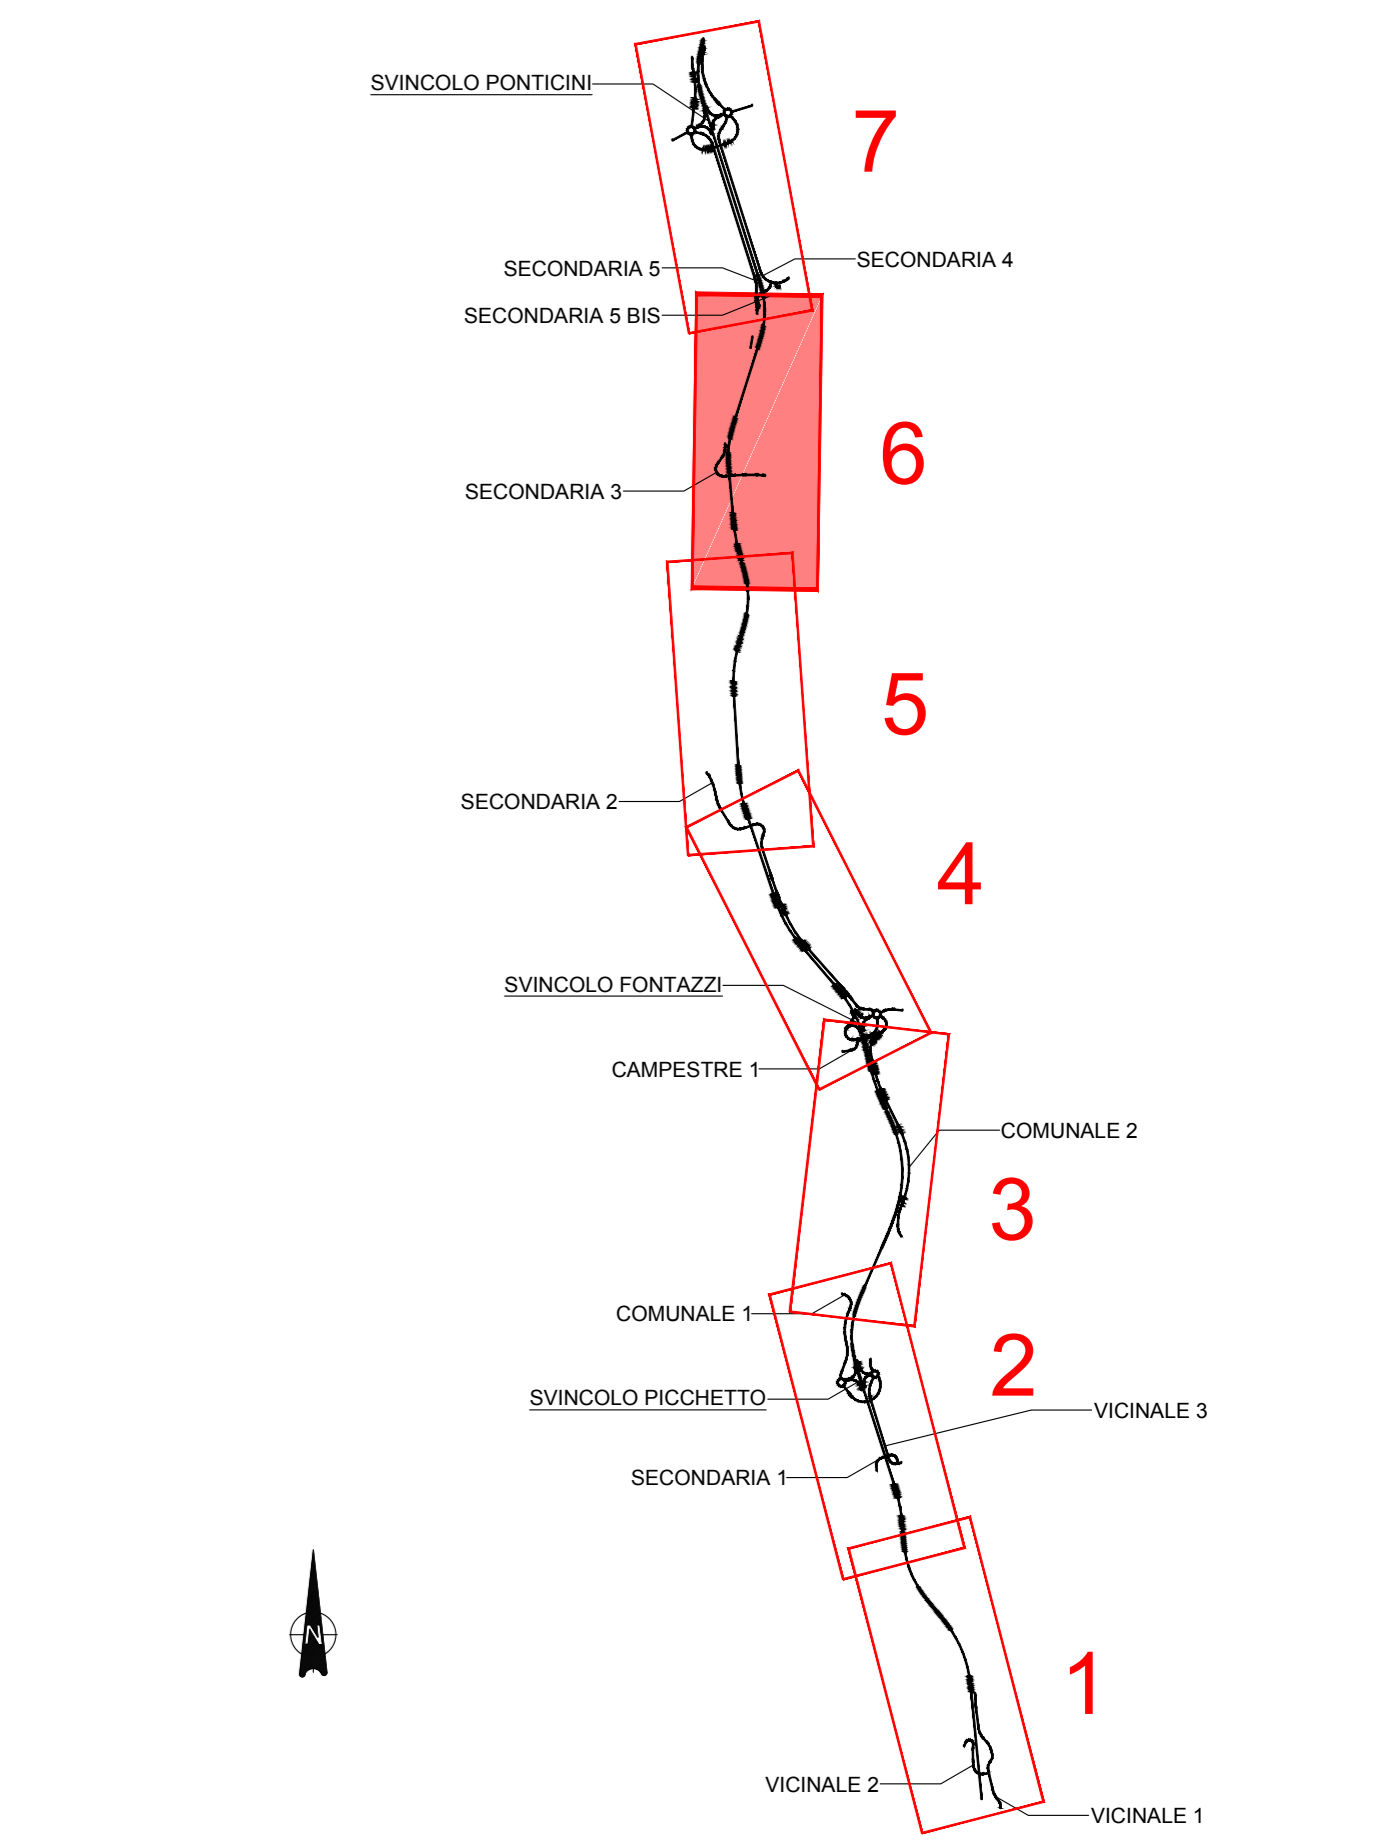 SVINCOLO PONTICINI
7
SECONDARIA 4
SECONDARIA 5
SECONDARIA 5 BIS
6
SECONDARIA 3
5
SECONDARIA 2
4
SVINCOLO FONTAZZI
CAMPESTRE 1
COMUNALE 2
3
COMUNALE 1
2
SVINCOLO PICCHETTO
VICINALE 3
SECONDARIA 1
N
1
VICINALE 2
VICINALE 1